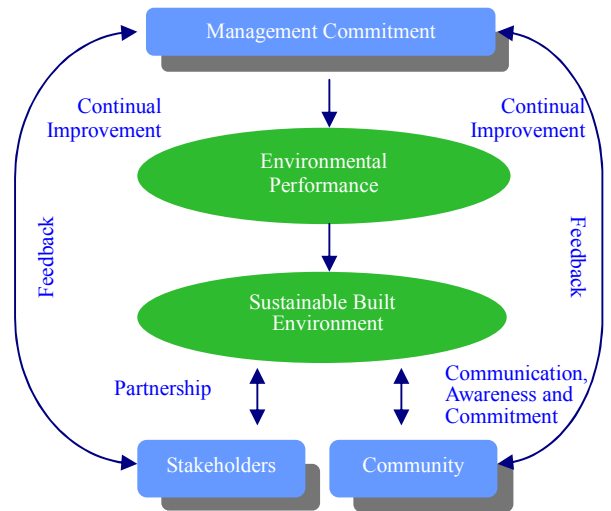 Management Commitment
Continual
Improvement
Continual
Improvement
Environmental
Performance
Feedback
Feedback
Sustainable Built
Environment
Partnership
Communication,
Awareness and
Commitment
Stakeholders
Community